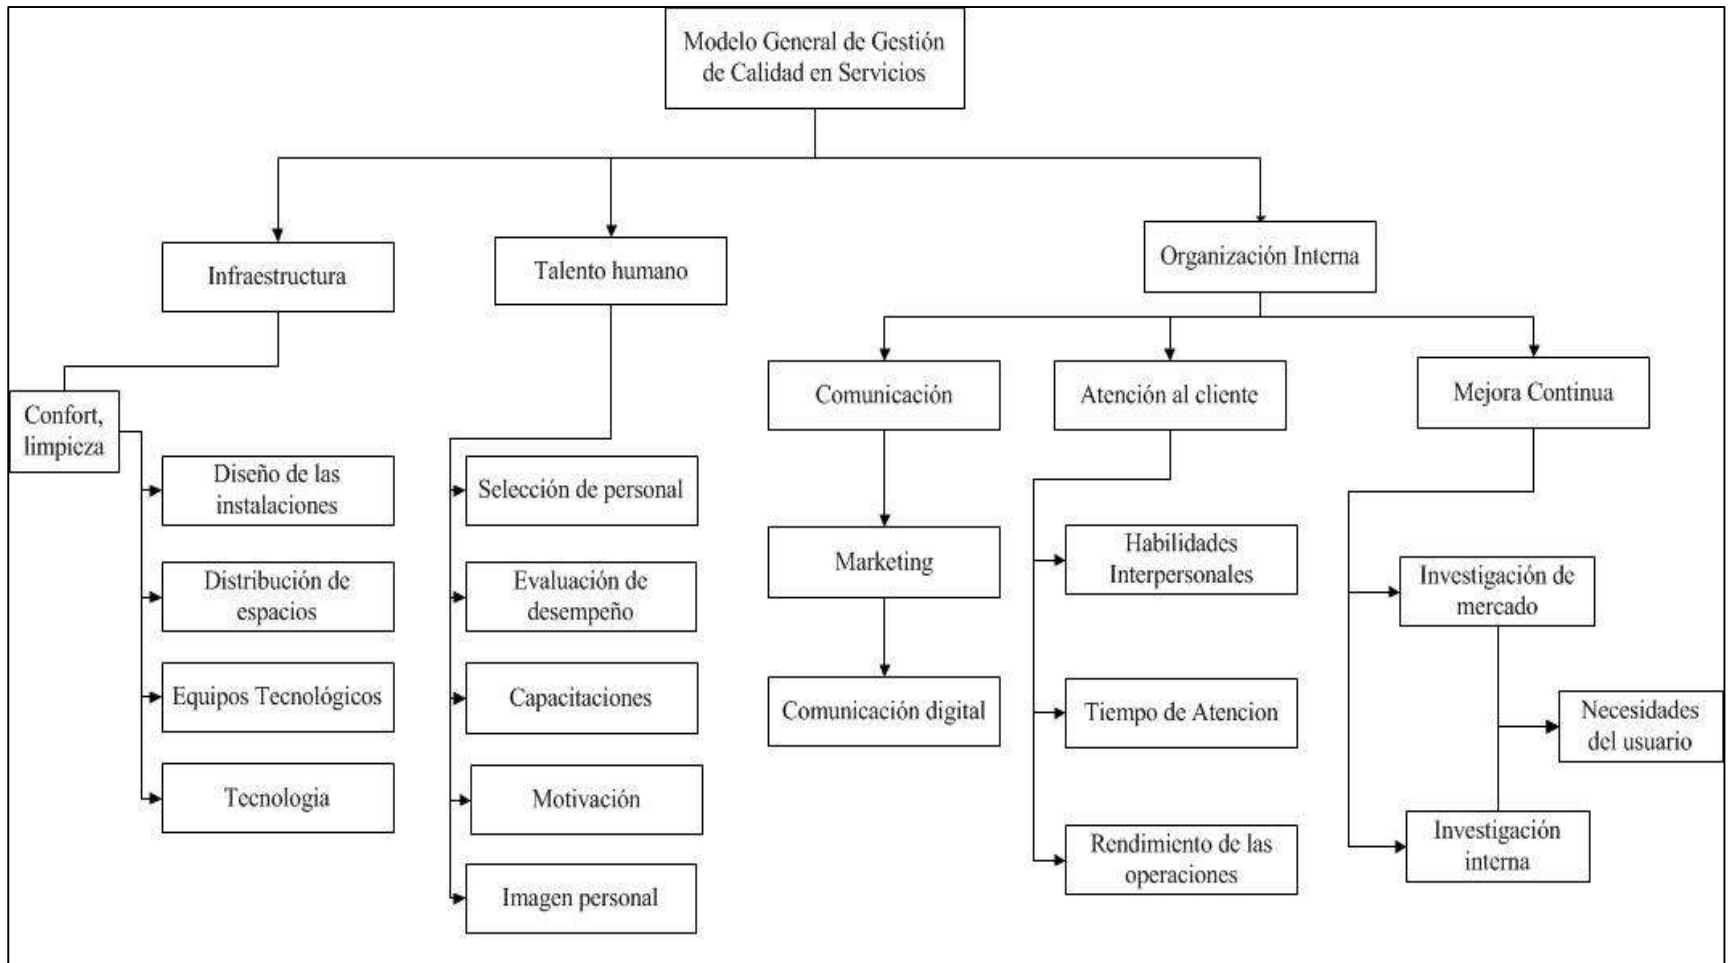 Modelo General de Gestión
de Calidad en Servicios
Infraestructura
Talento humano
Organización Interna
Comunicación
Atención al cliente
Mejora Continua
Confort,
limpieza
Diseño de las
instalaciones
Distribución de
espacios
Equipos Tecnológicos
Tecnologia
Selección de personal
Evaluación de
desempeño
Capacitaciones
Motivación
Imagen personal
Marketing
Comunicación digital
Habilidades
Interpersonales
Tiempo de Atencion
Rendimiento de las
operaciones
Investigación de
mercado
Necesidades
del usuario
Investigación
interna